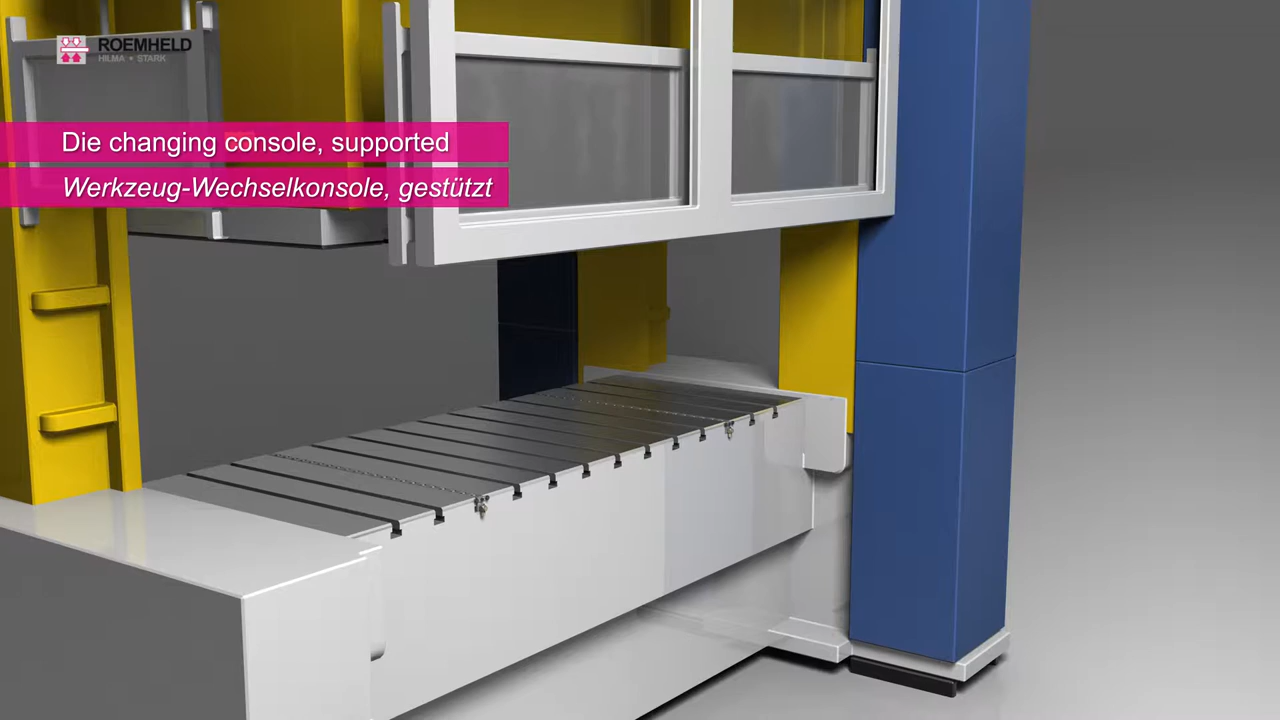 ROEMHELD
HILMA • STARK
Die changing console, supported
Werkzeug-Wechselkonsole, gestützt